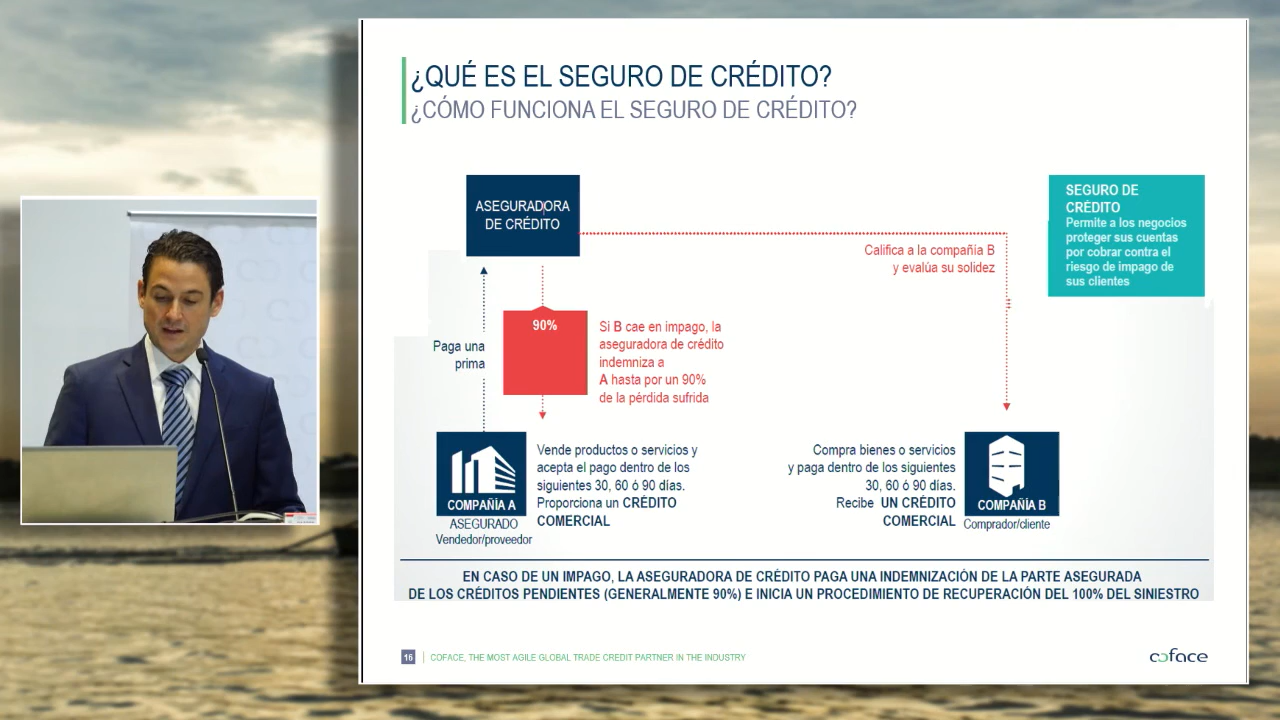 ¿QUÉ ES EL SEGURO DE CRÉDITO?
¿CÓMO FUNCIONA EL SEGURO DE CRÉDITO?
ASEGURADORA
DE CRÉDITO
SEGURO DE
CRÉDITO
Permite a los negocios
proteger sus cuentas
por cobrar contra el
riesgo de impago de
sus clientes
Califica a la compañía B
y evalúa su solidez
Paga una
prima
90%
Si B cae en impago, la
aseguradora de crédito
indemniza a
A hasta por un 90%
de la pérdida sufrida
COMPAÑÍA A
ASEGURADO
Vendedor/proveedor
Vende productos o servicios y
acepta el pago dentro de los
siguientes 30, 60 ó 90 días.
Proporciona un CRÉDITO
COMERCIAL
Compra bienes o servicios
y paga dentro de los siguientes
30, 60 ó 90 días.
Recibe UN CRÉDITO
COMERCIAL
COMPAÑÍA B
Comprador/cliente
EN CASO DE UN IMPAGO, LA ASEGURADORA DE CRÉDITO PAGA UNA INDEMNIZACIÓN DE LA PARTE ASEGURADA
DE LOS CRÉDITOS PENDIENTES (GENERALMENTE 90%) E INICIA UN PROCEDIMIENTO DE RECUPERACIÓN DEL 100% DEL SINIESTRO
16
COFACE, THE MOST AGILE GLOBAL TRADE CREDIT PARTNER IN THE INDUSTRY
coface